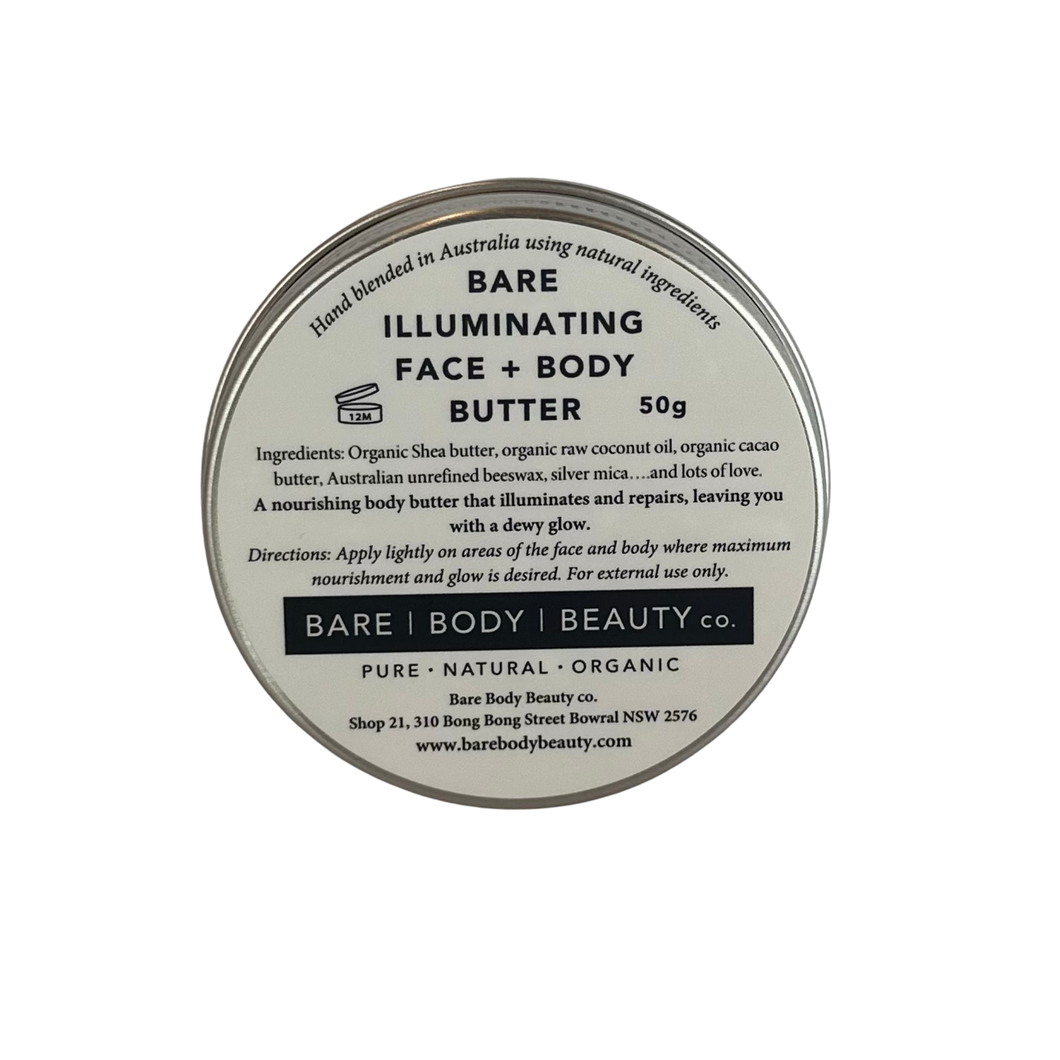 Hand blended in Australia using natural ingredients
BARE
ILLUMINATING
FACE + BODY
BUTTER
50g
12M
Ingredients: Organic Shea butter, organic raw coconut oil, organic cacao
butter, Australian unrefined beeswax, silver mica….and lots of love.
A nourishing body butter that illuminates and repairs, leaving you
with a dewy glow.
Directions: Apply lightly on areas of the face and body where maximum
nourishment and glow is desired. For external use only.
BARE | BODY | BEAUTY co.
PURE · NATURAL · ORGANIC
Bare Body Beauty co.
Shop 21, 310 Bong Bong Street Bowral NSW 2576
www.barebodybeauty.com